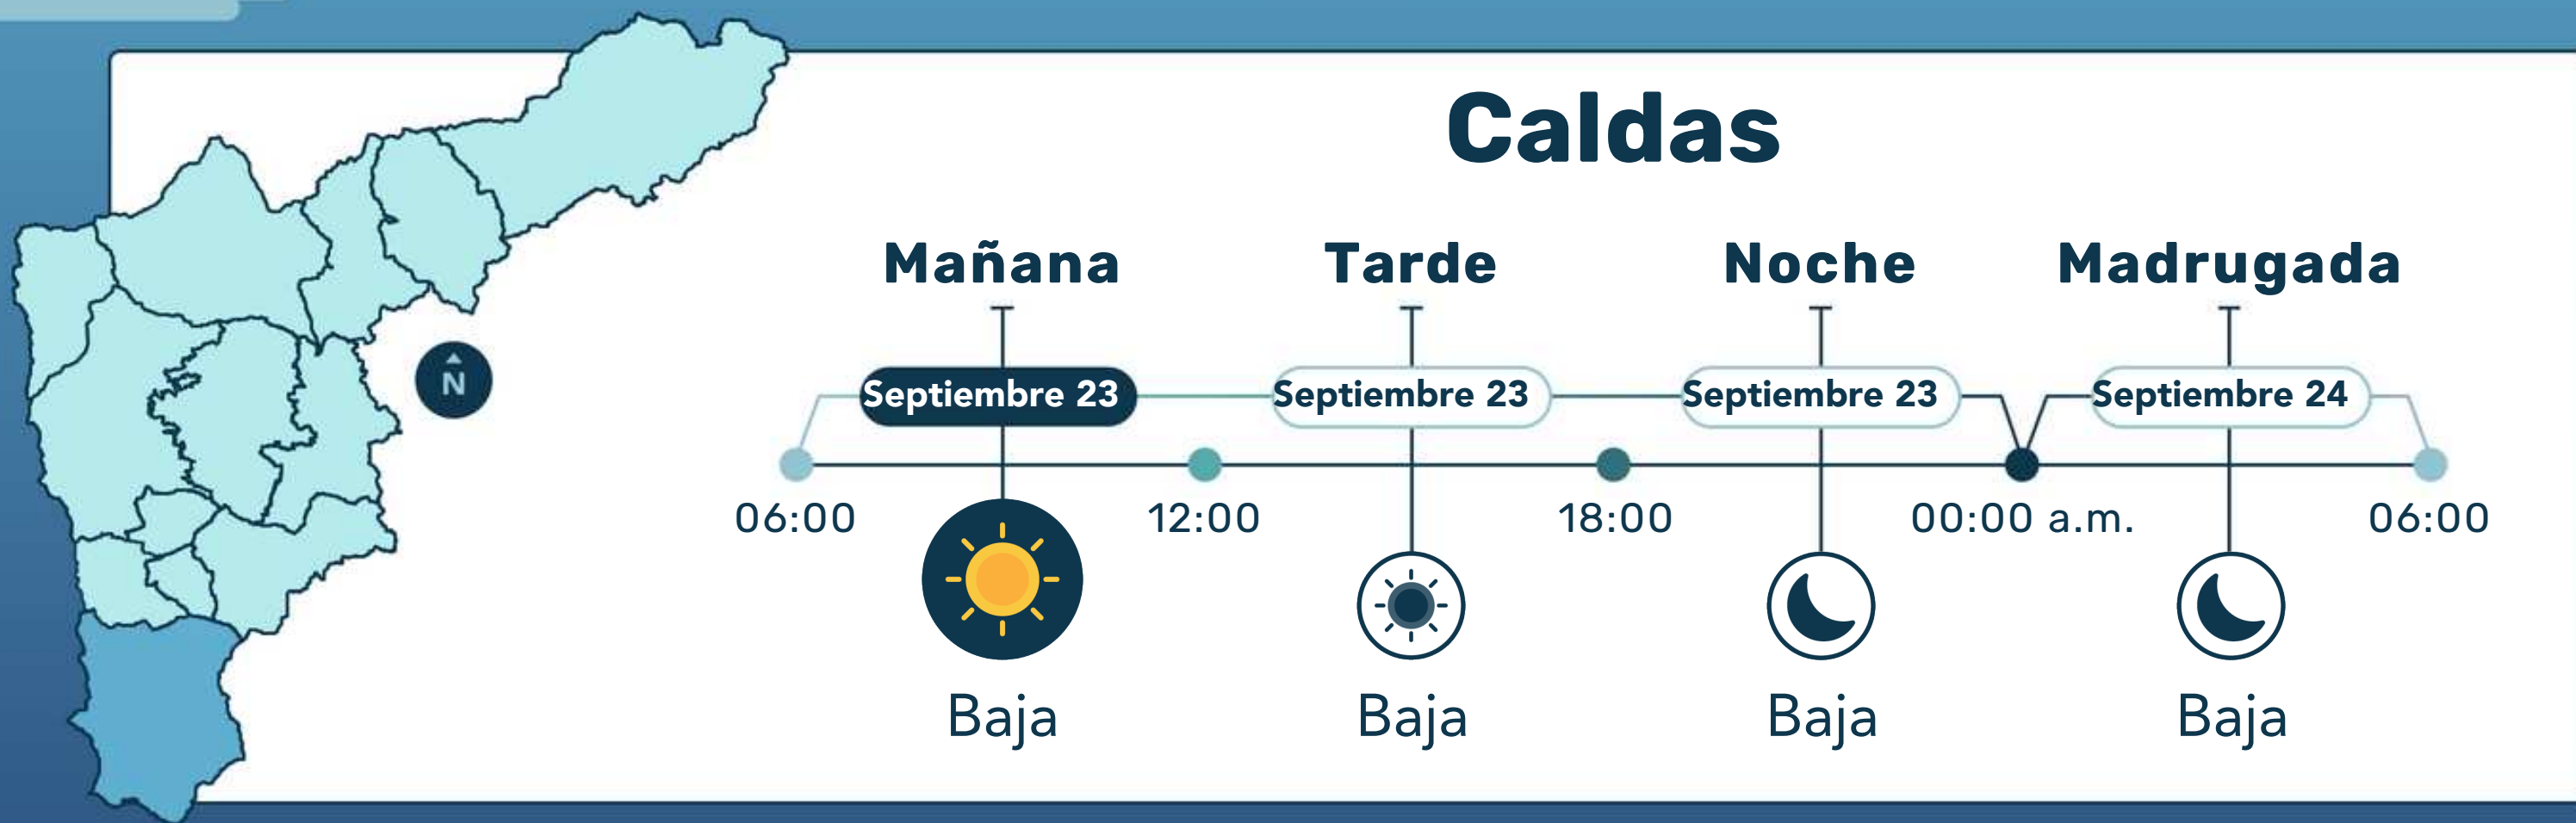 Caldas
Mañana Tarde Noche Madrugada
N
Septiembre 23 Septiembre 23 Septiembre 23 Septiembre 24
06:00 12:00 18:00 00:00 a.m. 06:00
Baja Baja Baja Baja